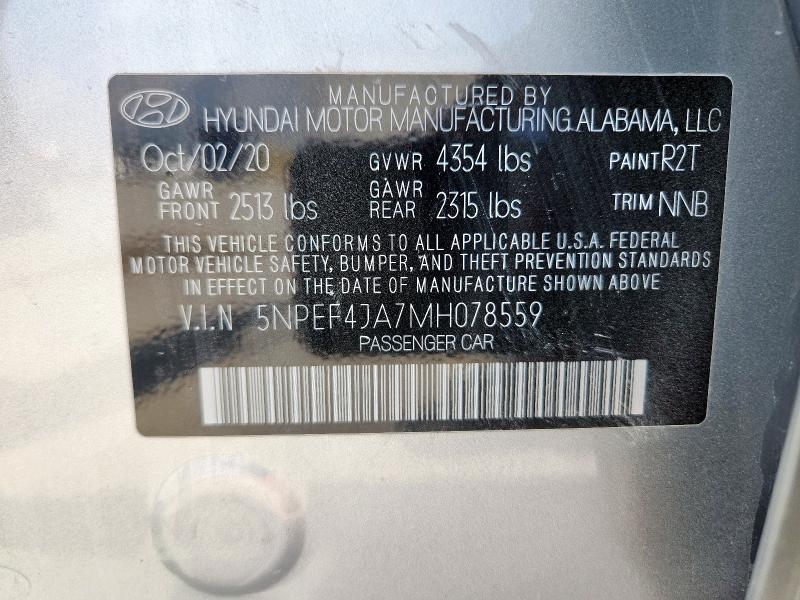 MANUFACTURED BY
HYUNDAI MOTOR MANUFACTURING ALABAMA, LLC
Oct/02/20 GVWR 4354 lbs PAINT R2T
GAWR FRONT 2513 lbs GAWR REAR 2315 lbs TRIM NNB
THIS VEHICLE CONFORMS TO ALL APPLICABLE U.S.A. FEDERAL
MOTOR VEHICLE SAFETY, BUMPER, AND THEFT PREVENTION STANDARDS
IN EFFECT ON THE DATE OF MANUFACTURE SHOWN ABOVE
V.I.N 5NPEF4JA7MH078559
PASSENGER CAR